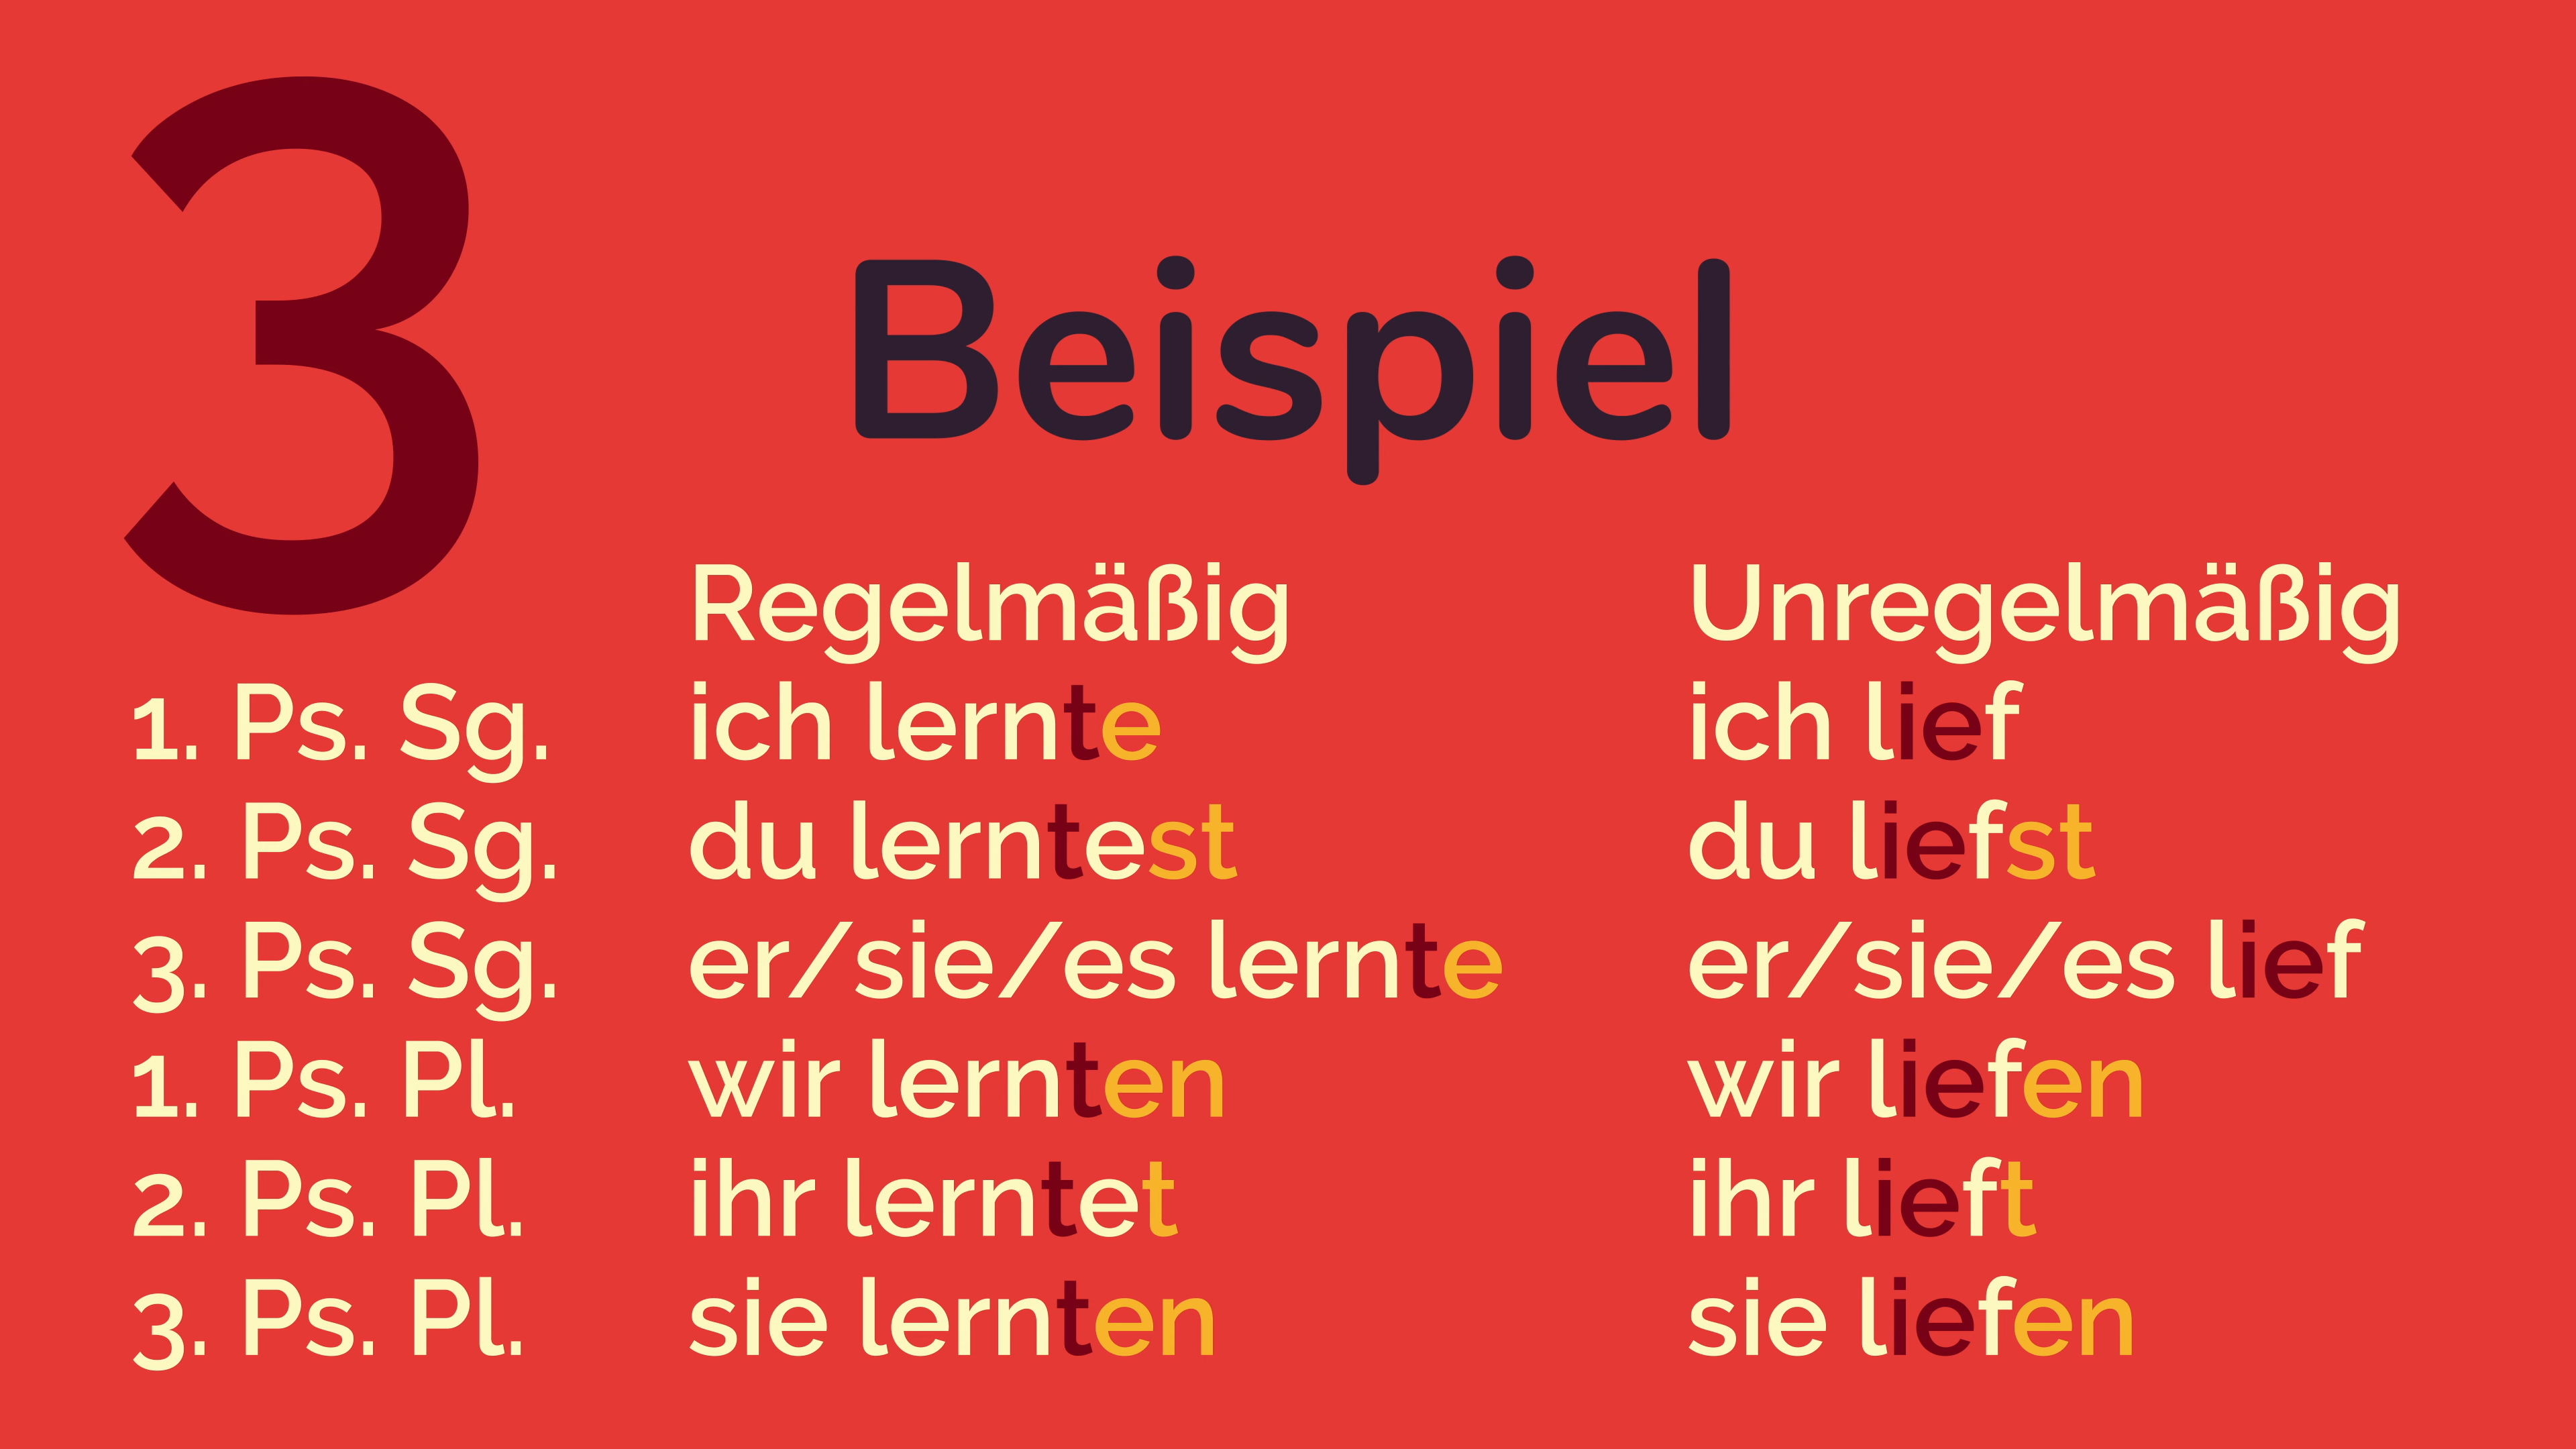 3
Beispiel
Regelmäßig Unregelmäßig
1. Ps. Sg. ich lernte ich lief
2. Ps. Sg. du lerntest du liefst
3. Ps. Sg. er/sie/es lernte er/sie/es lief
1. Ps. Pl. wir lernten wir liefen
2. Ps. Pl. ihr lerntet ihr lieft
3. Ps. Pl. sie lernten sie liefen